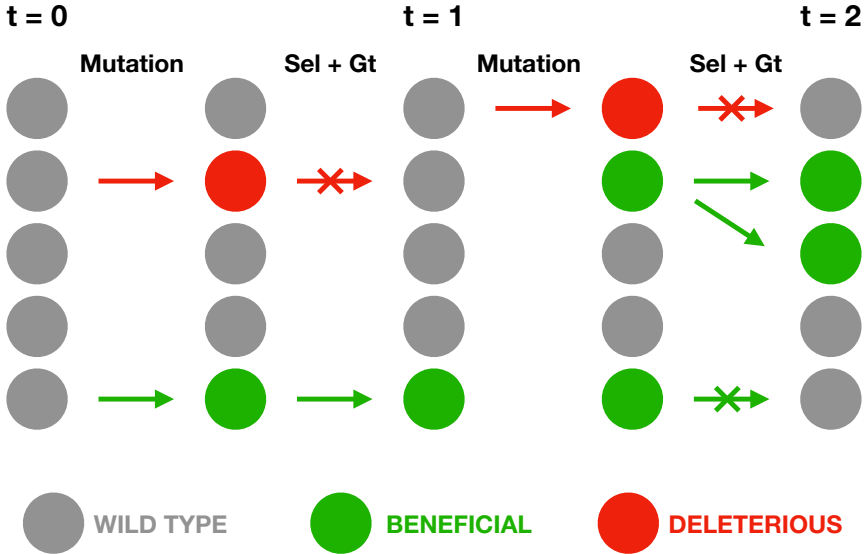 t = 0 t = 1 t = 2
Mutation Sel + Gt Mutation Sel + Gt
WILD TYPE BENEFICIAL DELETERIOUS